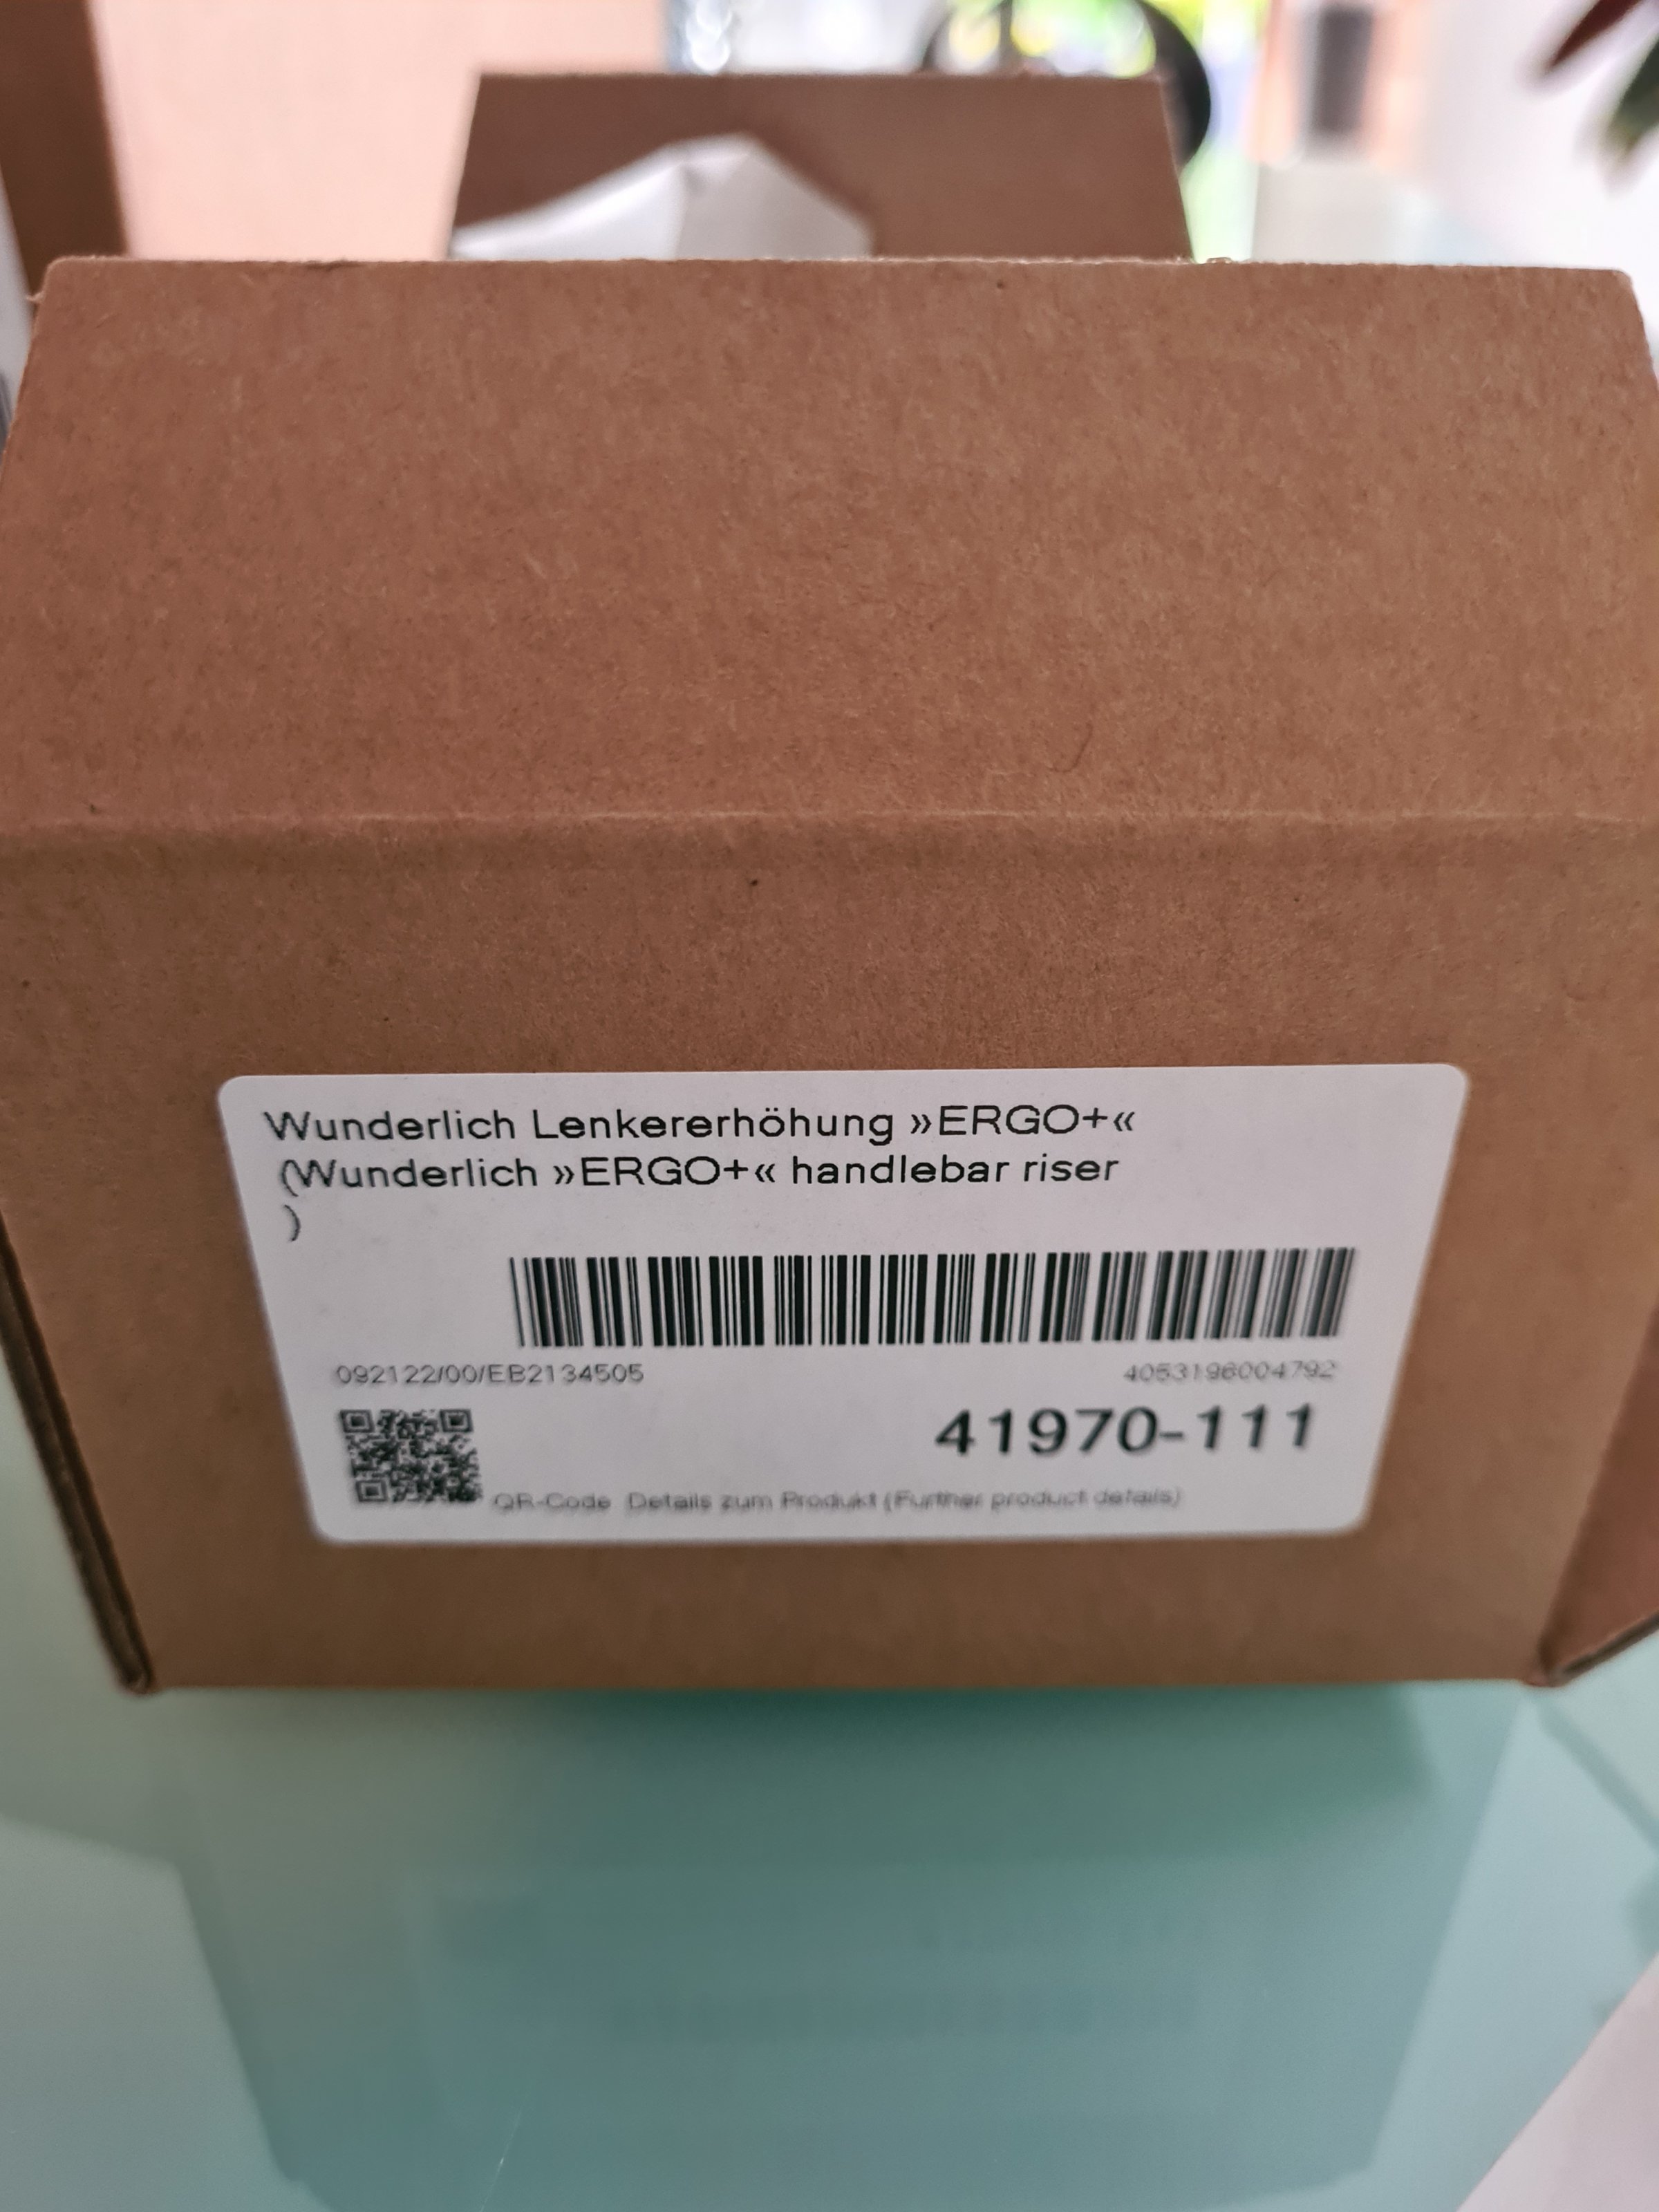 Wunderlich Lenkererhöhung »ERGO+«
(Wunderlich »ERGO+« handlebar riser
)
092122/00/EB2134505 4053196004792
41970-111
QR-Code Details zum Produkt (Further product details)